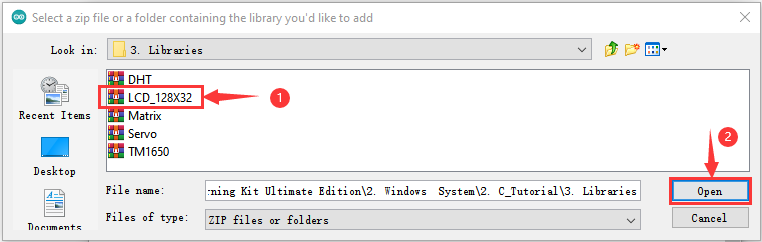 Select a zip file or a folder containing the library you'd like to add
Look in: 3. Libraries
DHT
LCD_128X32
1
Matrix
Servo
TM1650
Recent Items
Desktop
Documents
2
File name: rning Kit Ultimate Edition\2. Windows System\2. C_Tutorial\3. Libraries
Open
Files of type: ZIP files or folders
Cancel